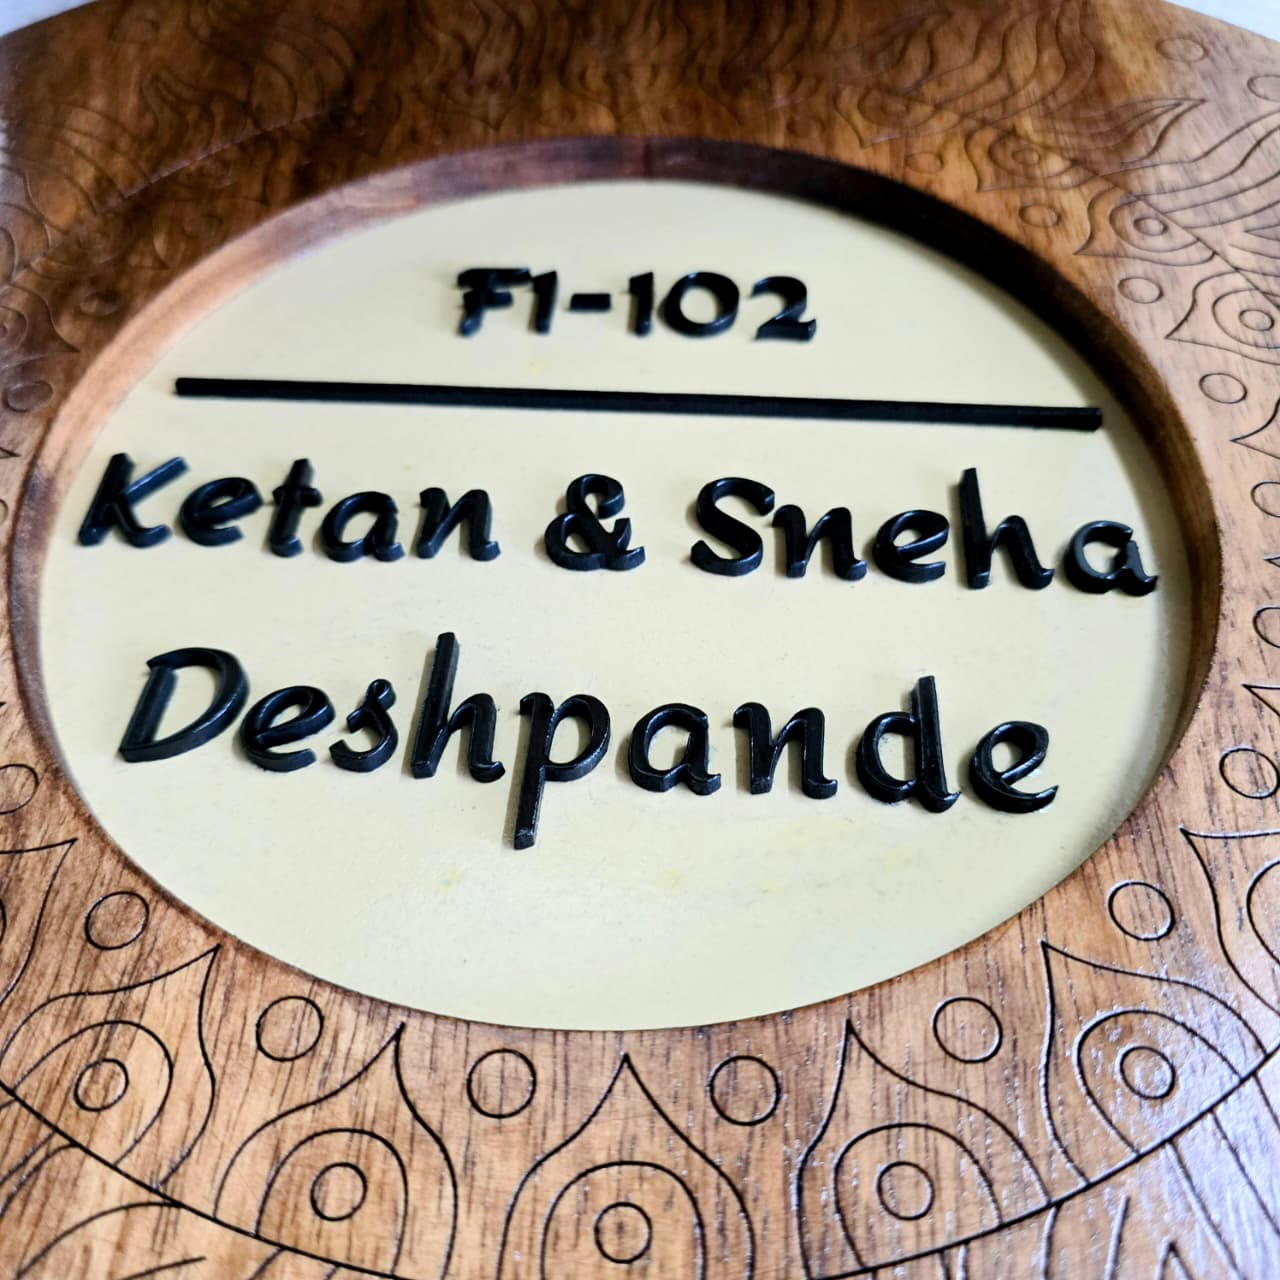 F1-102
Ketan & Sneha
Deshpande